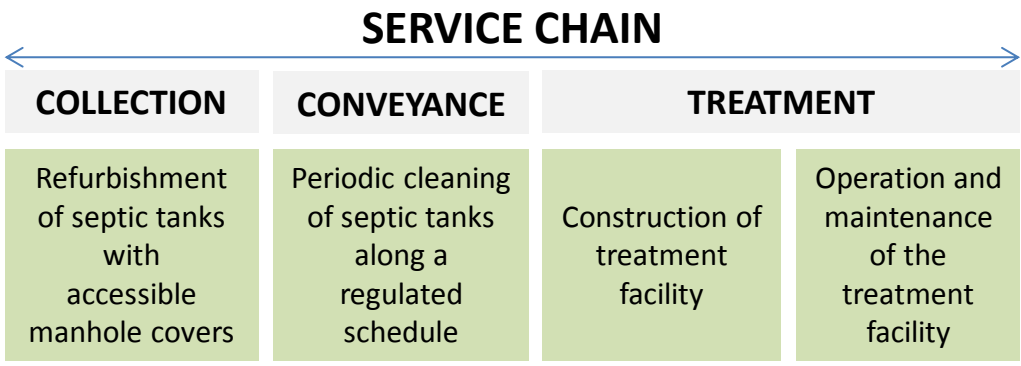 SERVICE CHAIN
COLLECTION
CONVEYANCE
TREATMENT
Refurbishment
of septic tanks
with
accessible
manhole covers
Periodic cleaning
of septic tanks
along a
regulated
schedule
Construction of
treatment
facility
Operation and
maintenance
of the
treatment
facility